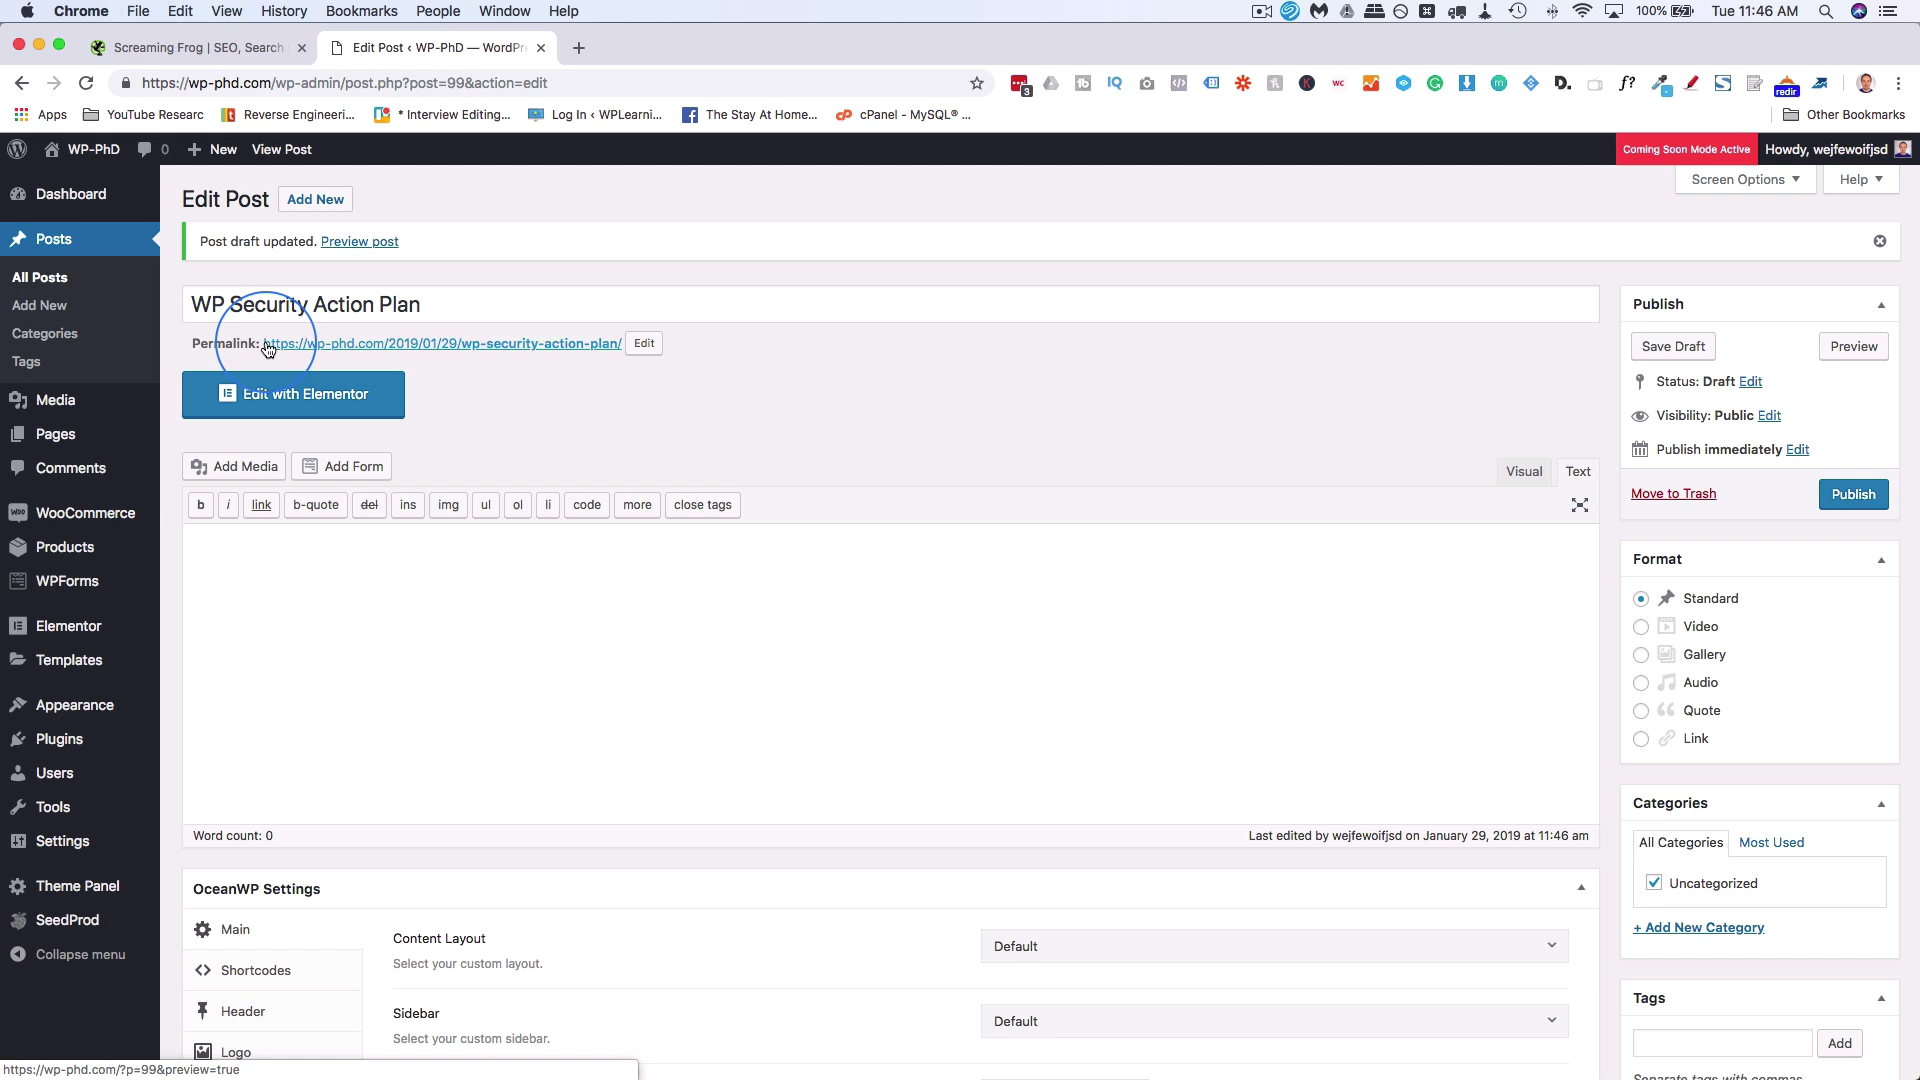 Chrome File Edit View History Bookmarks People Window Help 100% Tue 11:46 AM
Screaming Frog | SEO, Search Edit Post ‹ WP-PhD — WordPr
https://wp-phd.com/wp-admin/post.php?post=99&action=edit
Apps YouTube Researc Reverse Engineeri... * Interview Editing... Log In ‹ WPLearni... The Stay At Home... cPanel - MySQL® ... Other Bookmarks
WP-PhD 0 New View Post Coming Soon Mode Active Howdy, wejfewoifjsd
Screen Options Help
Dashboard
Posts
All Posts
Add New
Categories
Tags
Media
Pages
Comments
WooCommerce
Products
WPForms
Elementor
Templates
Appearance
Plugins
Users
Tools
Settings
Theme Panel
SeedProd
Collapse menu
Edit Post Add New
Post draft updated. Preview post
WP Security Action Plan
Permalink: https://wp-phd.com/2019/01/29/wp-security-action-plan/ Edit
Edit with Elementor
Add Media Add Form Visual Text
b i link b-quote del ins img ul ol li code more close tags
Word count: 0 Last edited by wejfewoifjsd on January 29, 2019 at 11:46 am
OceanWP Settings
Main
Shortcodes
Header
Logo
Content Layout Default
Select your custom layout.
Sidebar Default
Select your custom sidebar.
Publish
Save Draft Preview
Status: Draft Edit
Visibility: Public Edit
Publish immediately Edit
Move to Trash Publish
Format
Standard
Video
Gallery
Audio
Quote
Link
Categories
All Categories Most Used
Uncategorized
+ Add New Category
Tags
Add
Separate tags with commas
https://wp-phd.com/?p=99&preview=true